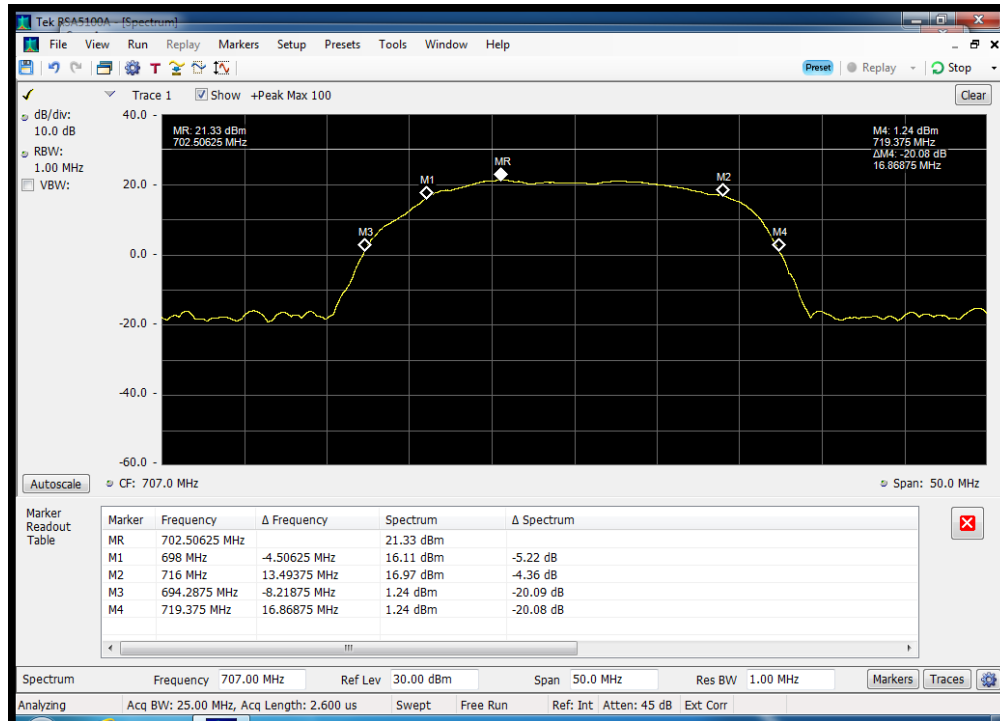 Tek RSA5100A - [Spectrum]
File View Run Replay Markers Setup Presets Tools Window Help
Preset Replay Stop
Trace 1 Show +Peak Max 100 Clear
dB/div:
10.0 dB
RBW:
1.00 MHz
VBW:
40.0 -
20.0 -
0.0 -
-20.0 -
-40.0 -
-60.0 -
MR: 21.33 dBm
702.50625 MHz
M4: 1.24 dBm
719.375 MHz
ΔM4: -20.08 dB
16.86875 MHz
MR
M1
M2
M3
M4
Autoscale CF: 707.0 MHz Span: 50.0 MHz
Marker
Readout
Table
Marker Frequency Δ Frequency Spectrum Δ Spectrum
MR 702.50625 MHz 21.33 dBm
M1 698 MHz -4.50625 MHz 16.11 dBm -5.22 dB
M2 716 MHz 13.49375 MHz 16.97 dBm -4.36 dB
M3 694.2875 MHz -8.21875 MHz 1.24 dBm -20.09 dB
M4 719.375 MHz 16.86875 MHz 1.24 dBm -20.08 dB
Spectrum Frequency 707.00 MHz Ref Lev 30.00 dBm Span 50.0 MHz Res BW 1.00 MHz Markers Traces
Analyzing Acq BW: 25.00 MHz, Acq Length: 2.600 us Swept Free Run Ref: Int Atten: 45 dB Ext Corr